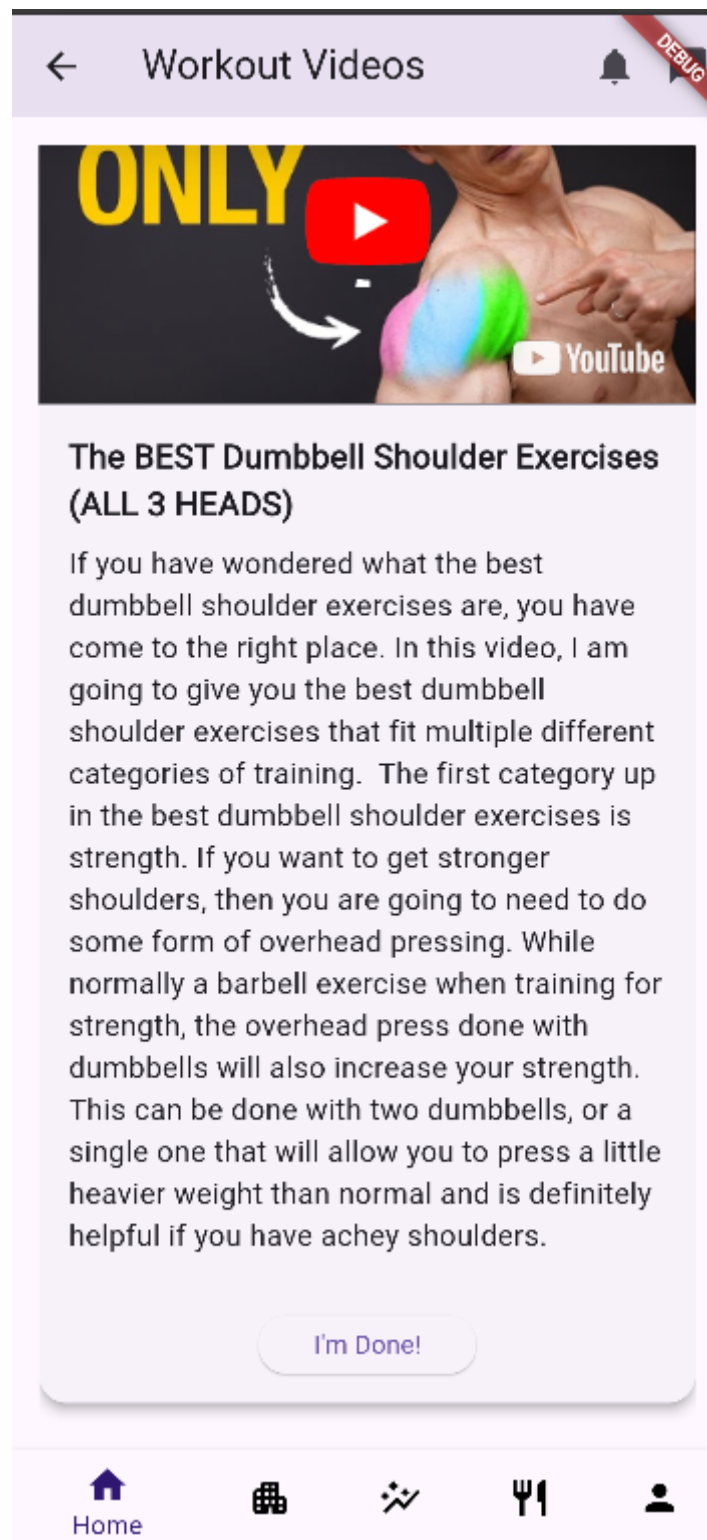 Workout Videos
DEBUG
ONLY
YouTube
The BEST Dumbbell Shoulder Exercises
(ALL 3 HEADS)
If you have wondered what the best
dumbbell shoulder exercises are, you have
come to the right place. In this video, I am
going to give you the best dumbbell
shoulder exercises that fit multiple different
categories of training.  The first category up
in the best dumbbell shoulder exercises is
strength. If you want to get stronger
shoulders, then you are going to need to do
some form of overhead pressing. While
normally a barbell exercise when training for
strength, the overhead press done with
dumbbells will also increase your strength.
This can be done with two dumbbells, or a
single one that will allow you to press a little
heavier weight than normal and is definitely
helpful if you have achey shoulders.
I'm Done!
Home